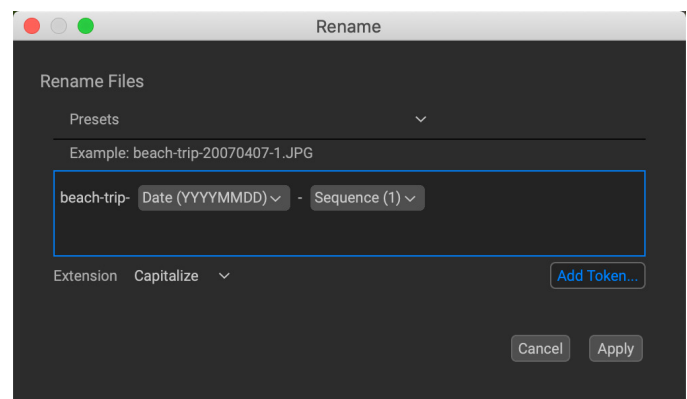 Rename
Rename Files
Presets
Example: beach-trip-20070407-1.JPG
beach-trip- Date (YYYYMMDD) - Sequence (1)
Extension Capitalize Add Token...
Cancel Apply